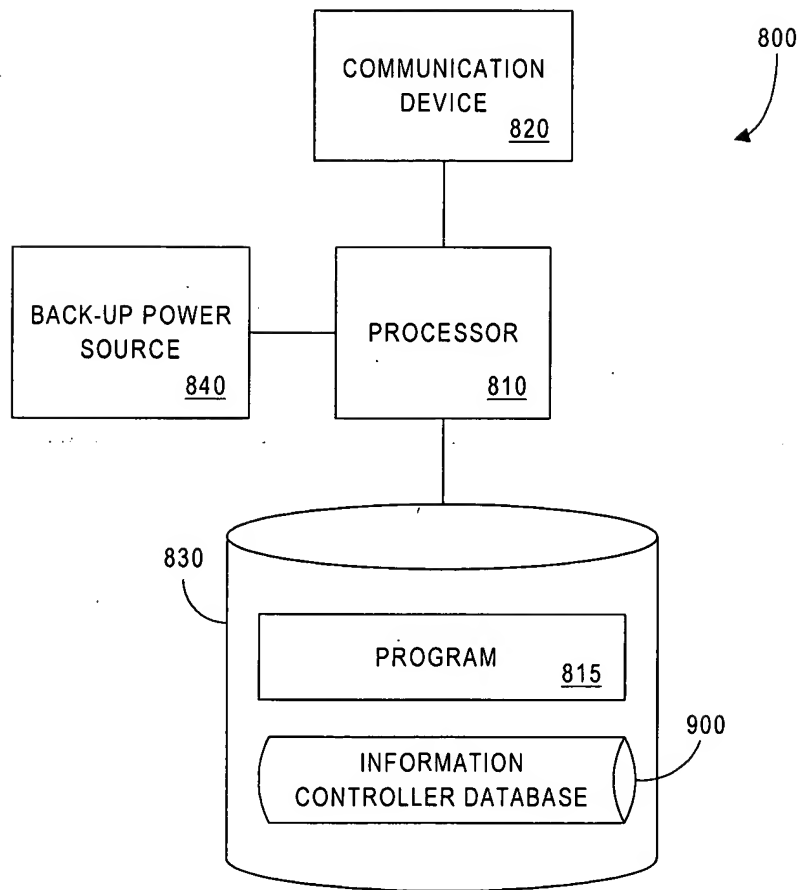 800
COMMUNICATION
DEVICE
820
BACK-UP POWER
SOURCE
840
PROCESSOR
810
830
PROGRAM
815
900
INFORMATION
CONTROLLER DATABASE